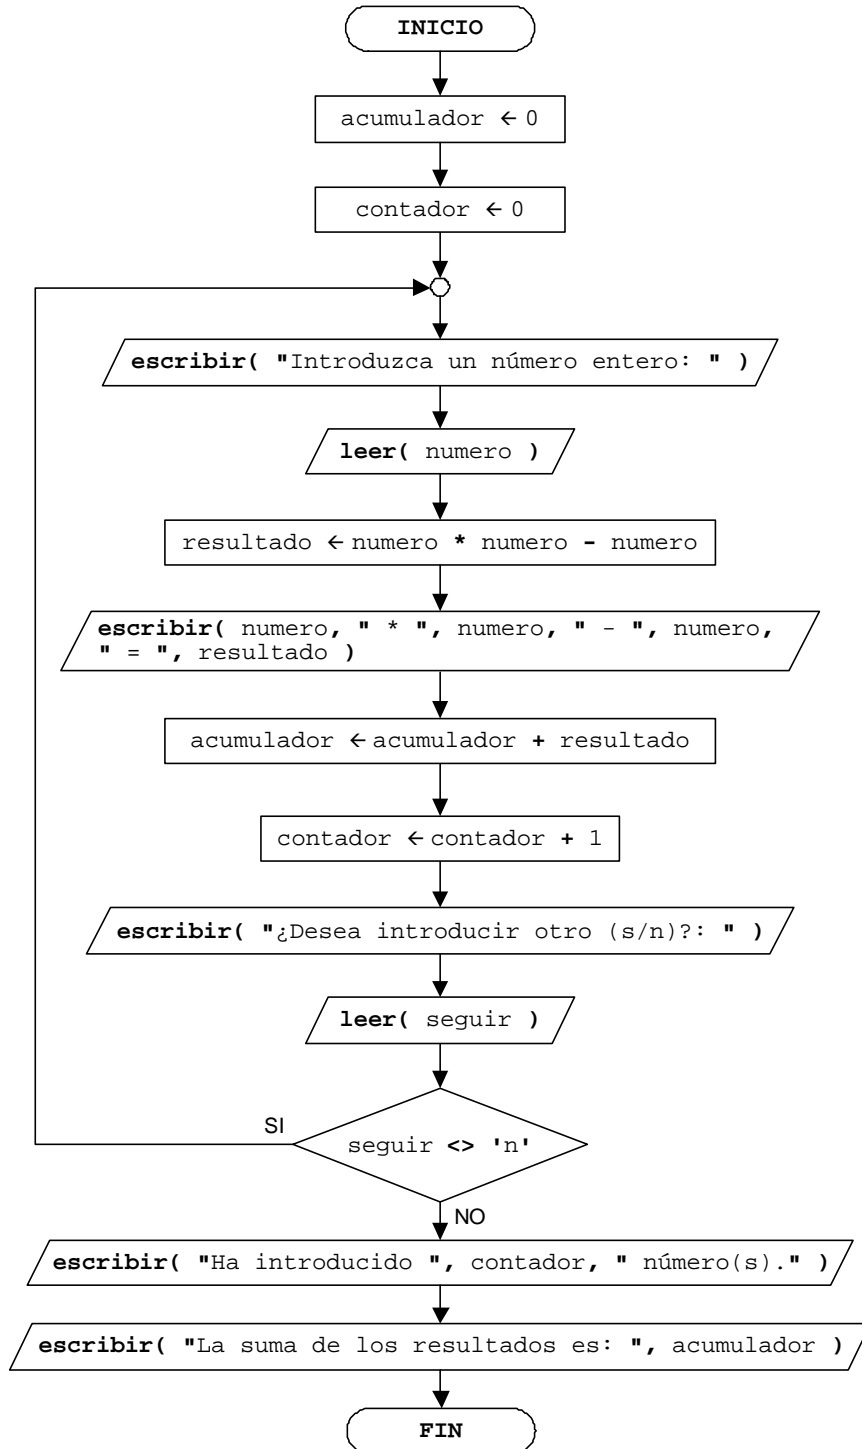 INICIO
acumulador ← 0
contador ← 0
escribir( "Introduzca un número entero: " )
leer( numero )
resultado ← numero * numero - numero
escribir( numero, " * ", numero, " - ", numero,
" = ", resultado )
acumulador ← acumulador + resultado
contador ← contador + 1
escribir( "¿Desea introducir otro (s/n)?: " )
leer( seguir )
SI
seguir <> 'n'
NO
escribir( "Ha introducido ", contador, " número(s)." )
escribir( "La suma de los resultados es: ", acumulador )
FIN